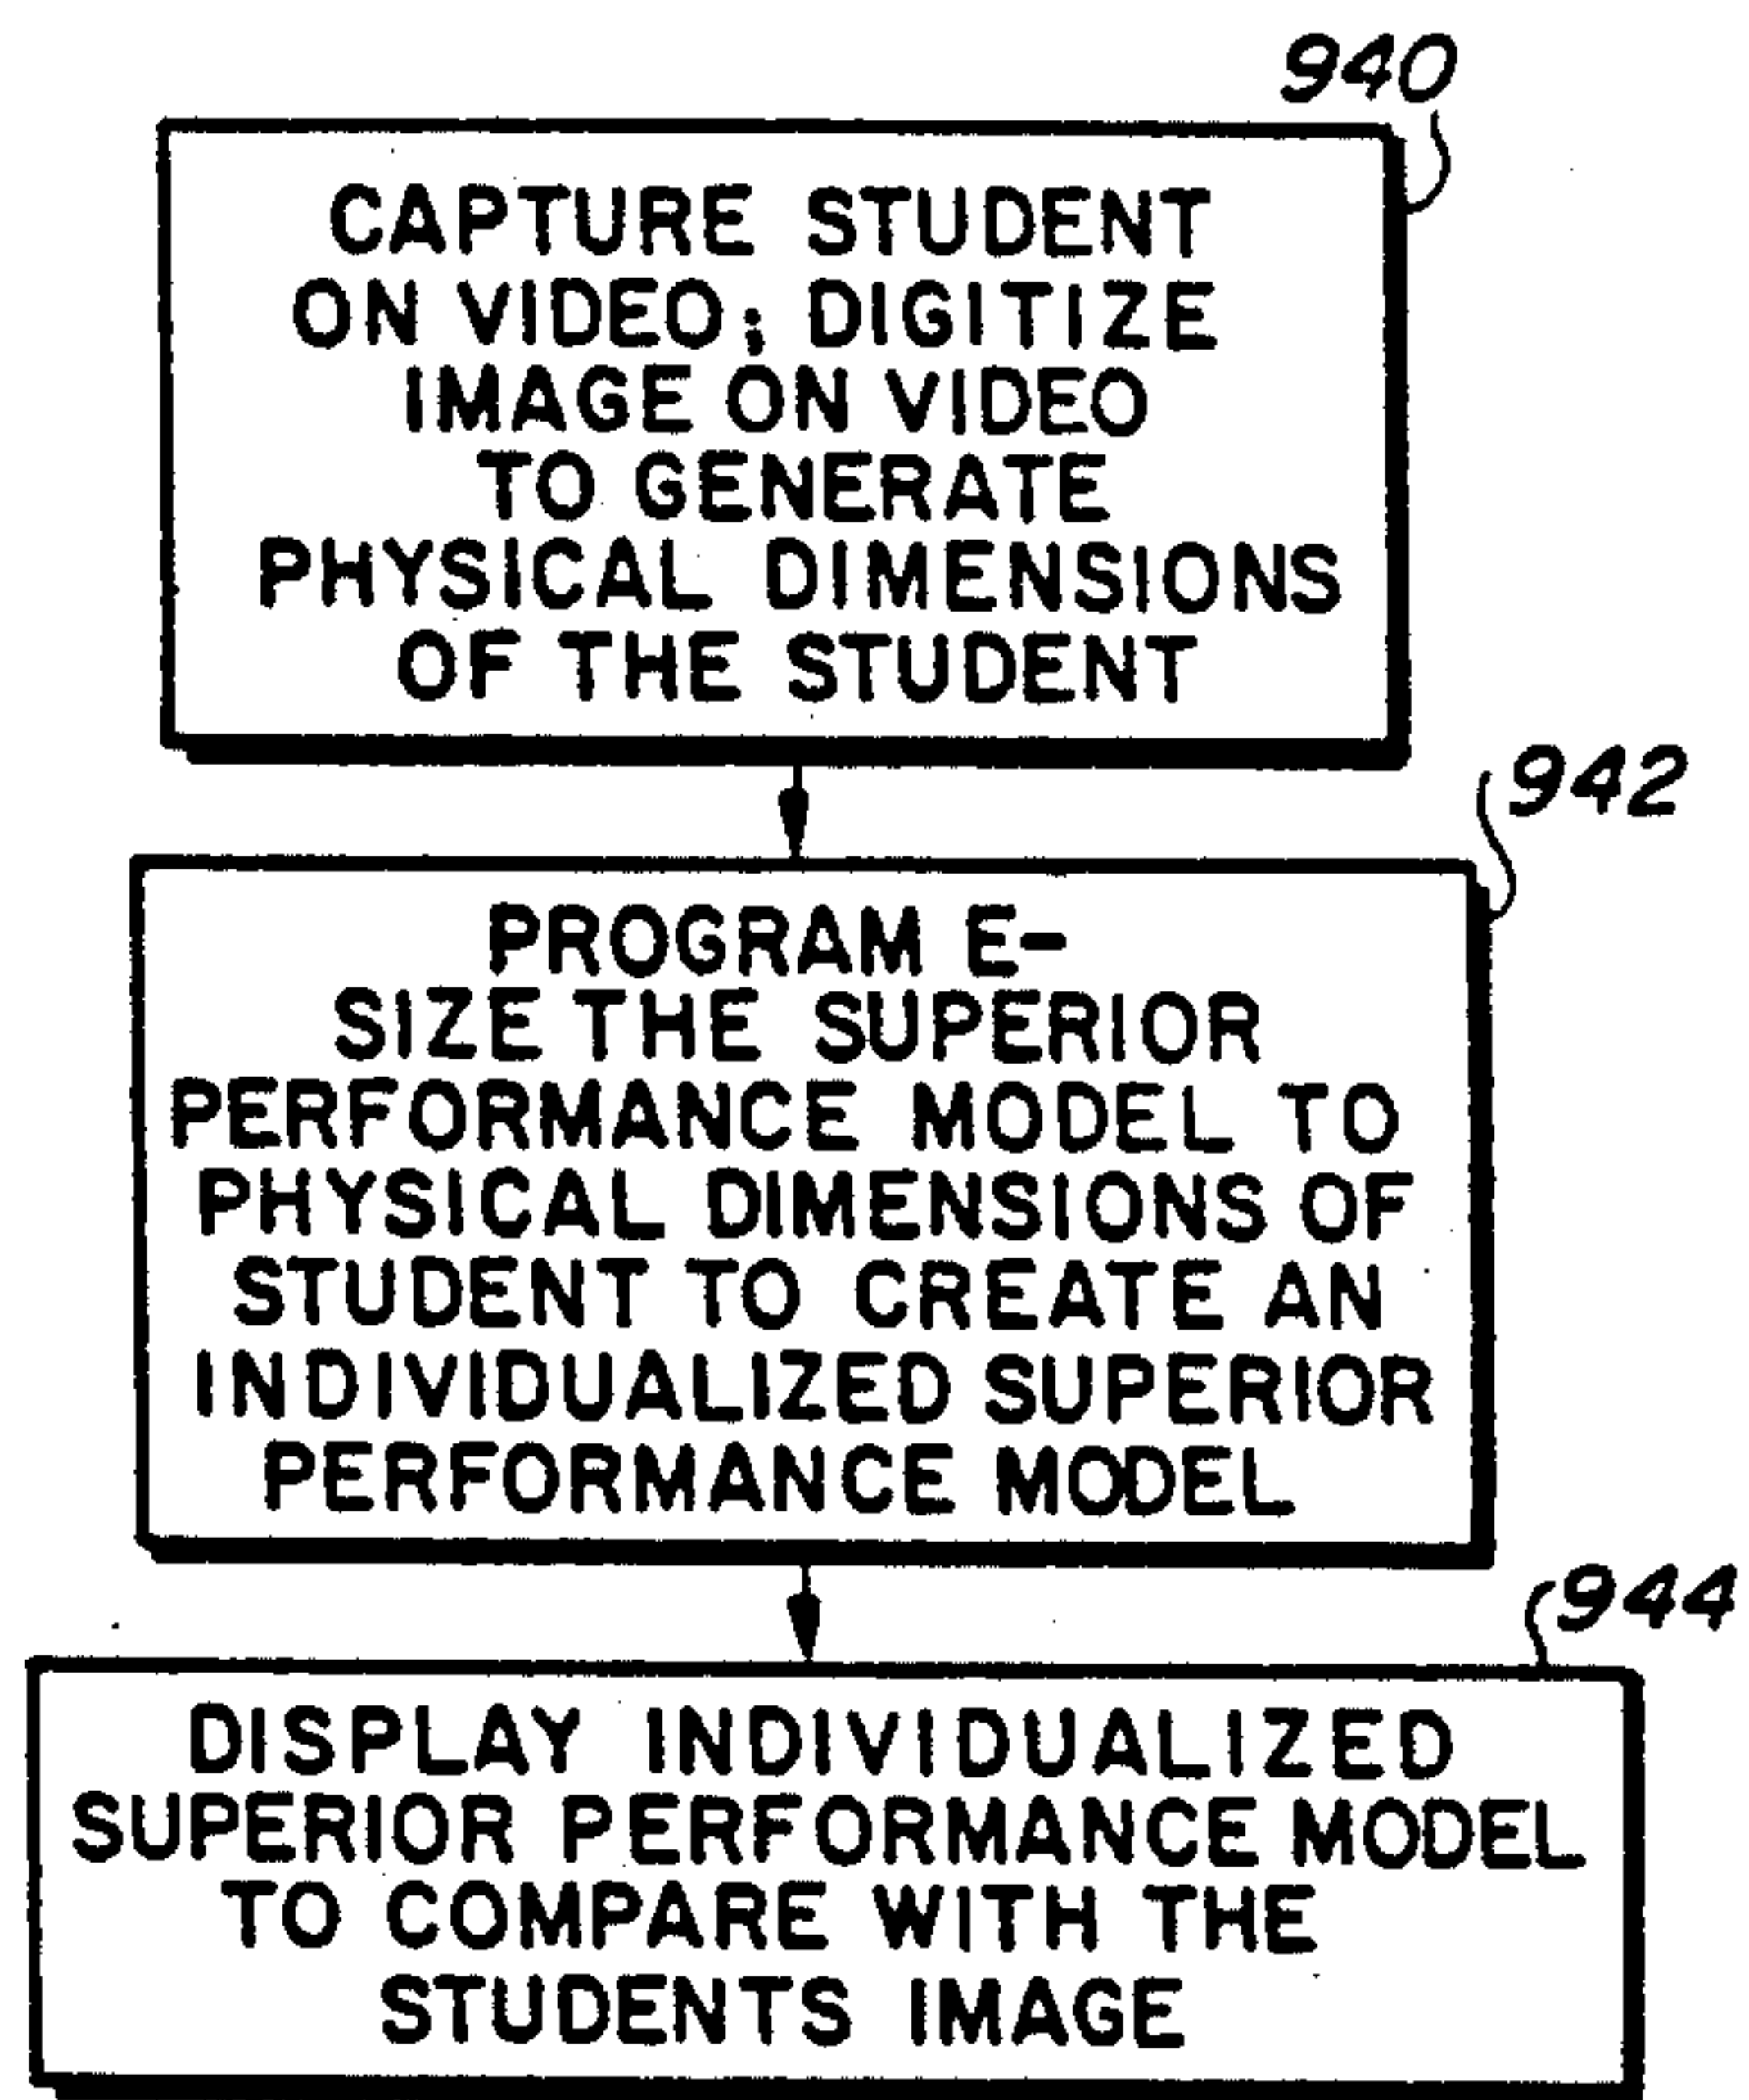 940
CAPTURE STUDENT
ON VIDEO; DIGITIZE
IMAGE ON VIDEO
TO GENERATE
PHYSICAL DIMENSIONS
OF THE STUDENT
942
PROGRAM E-
SIZE THE SUPERIOR
PERFORMANCE MODEL TO
PHYSICAL DIMENSIONS OF
STUDENT TO CREATE AN
INDIVIDUALIZED SUPERIOR
PERFORMANCE MODEL
944
DISPLAY INDIVIDUALIZED
SUPERIOR PERFORMANCE MODEL
TO COMPARE WITH THE
STUDENTS IMAGE